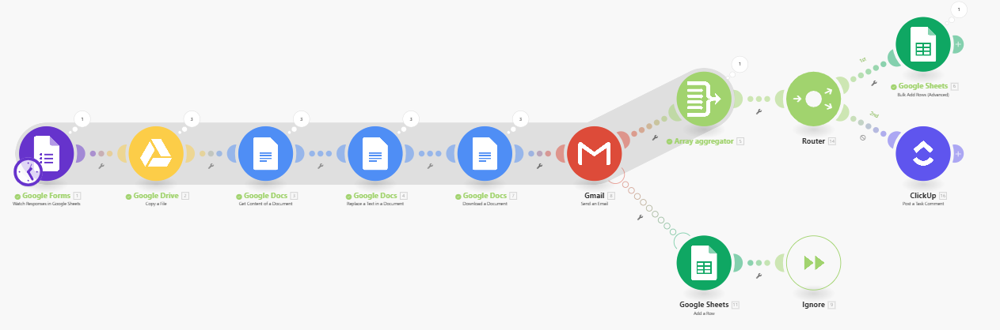 1
1st
Google Sheets 6
Bulk Add Rows (Advanced)
1
Array aggregator 5
Router 14
2nd
ClickUp 16
Post a Task Comment
1
Google Forms 1
Watch Responses in Google Sheets
3
Google Drive 2
Copy a File
3
Google Docs 3
Get Content of a Document
3
Google Docs 4
Replace a Text in a Document
3
Google Docs 7
Download a Document
Gmail 8
Send an Email
Google Sheets 11
Add a Row
Ignore 9